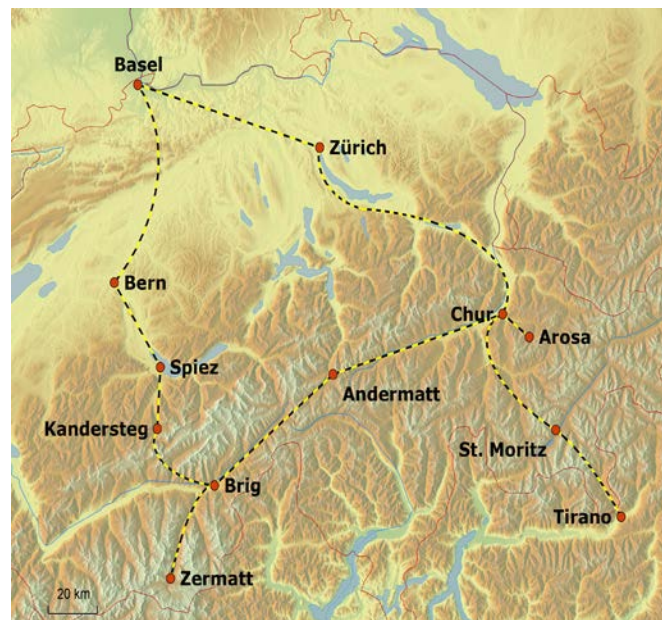 Basel
Zürich
Bern
Chur
Arosa
Spiez
Andermatt
Kandersteg
St. Moritz
Brig
Tirano
Zermatt
20 km